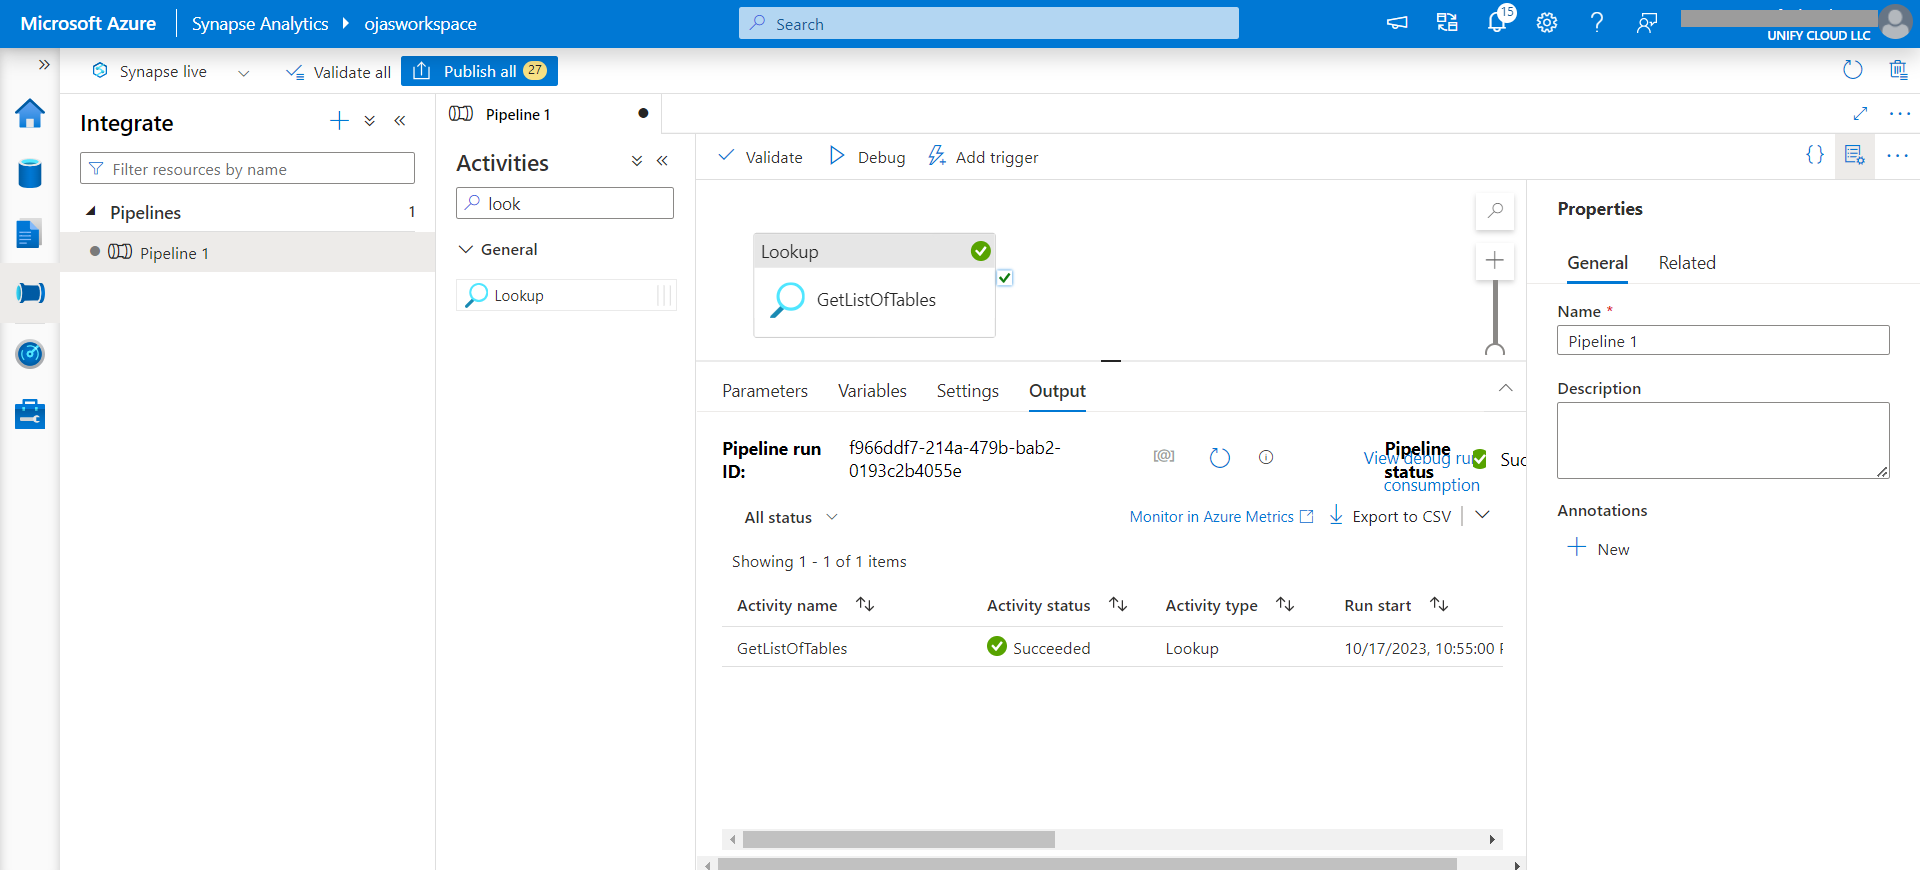 Microsoft Azure
Synapse Analytics
ojasworkspace
Search
15
UNIFY CLOUD LLC
Synapse live
Validate all
Publish all
27
Integrate
Filter resources by name
Pipelines
1
Pipeline 1
Pipeline 1
Activities
look
General
Lookup
Validate
Debug
Add trigger
{}
Lookup
GetListOfTables
Parameters
Variables
Settings
Output
Pipeline run
ID:
f966ddf7-214a-479b-bab2-
0193c2b4055e
[@]
View debug run
consumption
Pipeline
status
Suc
All status
Monitor in Azure Metrics
Export to CSV
Showing 1 - 1 of 1 items
Activity name
Activity status
Activity type
Run start
GetListOfTables
Succeeded
Lookup
10/17/2023, 10:55:00
Properties
General
Related
Name *
Pipeline 1
Description
Annotations
New